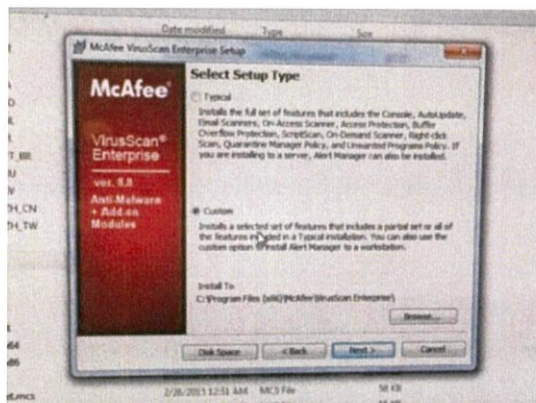 Date modified Type Size
McAfee VirusScan Enterprise Setup
McAfee
VirusScan®
Enterprise
ver. 8.8
Anti-Malware
+ Add-on
Modules
Select Setup Type
Typical
Installs the full set of features that includes the Console, AutoUpdate,
Email Scanners, On-Access Scanner, Access Protection, Buffer
Overflow Protection, ScriptScan, On-Demand Scanner, Right-click
Scan, Quarantine Manager Policy, and Unwanted Programs Policy. If
you are installing to a server, Alert Manager can also be installed.
Custom
Installs a selected set of features that includes a partial set or all of
the features included in a Typical installation. You can also use the
custom option to install Alert Manager to a workstation.
Install To
C:\Program Files (x86)\McAfee\VirusScan Enterprise\
Browse...
Disk Space < Back Next > Cancel
T_BR
TH_CN
TH_TW
2/28/2013 12:51 AM MCS File 58 KB